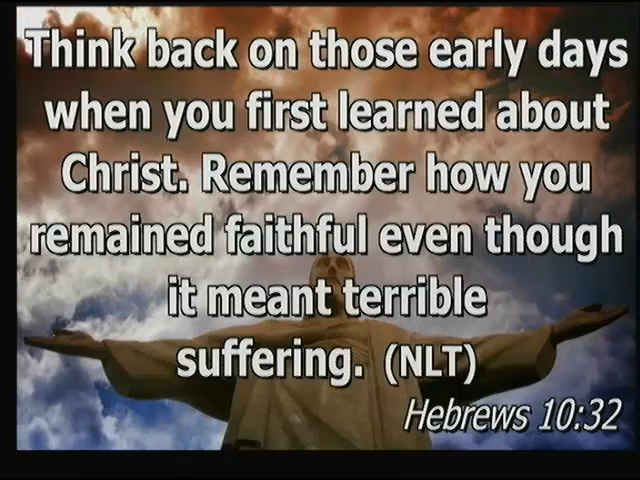 Think back on those early days
when you first learned about
Christ. Remember how you
remained faithful even though
it meant terrible
suffering. (NLT)
Hebrews 10:32